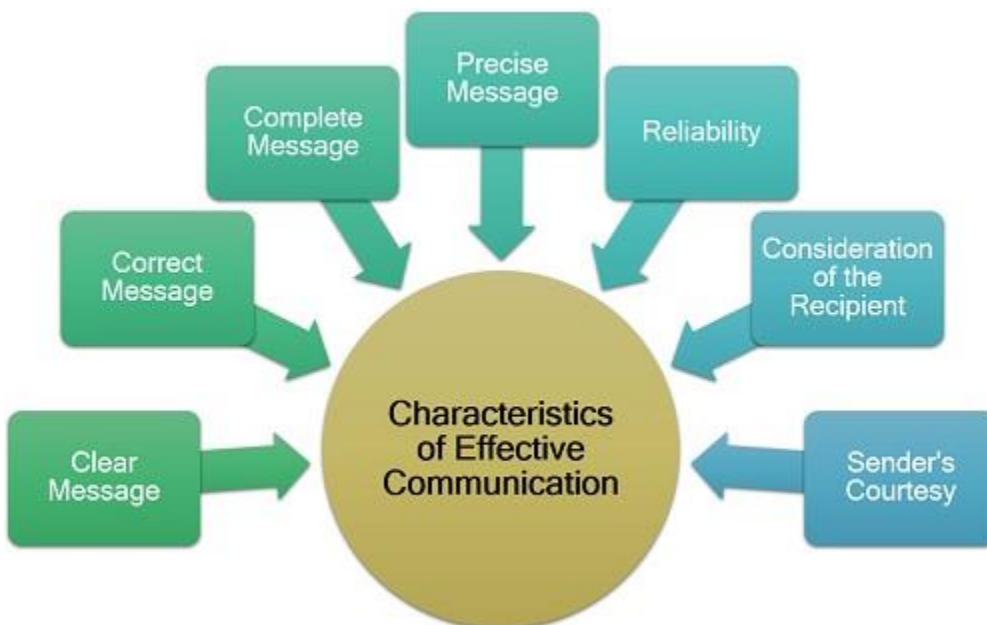 Precise
Message
Complete
Message
Reliability
Correct
Message
Consideration
of the
Recipient
Characteristics
of Effective
Communication
Clear
Message
Sender's
Courtesy